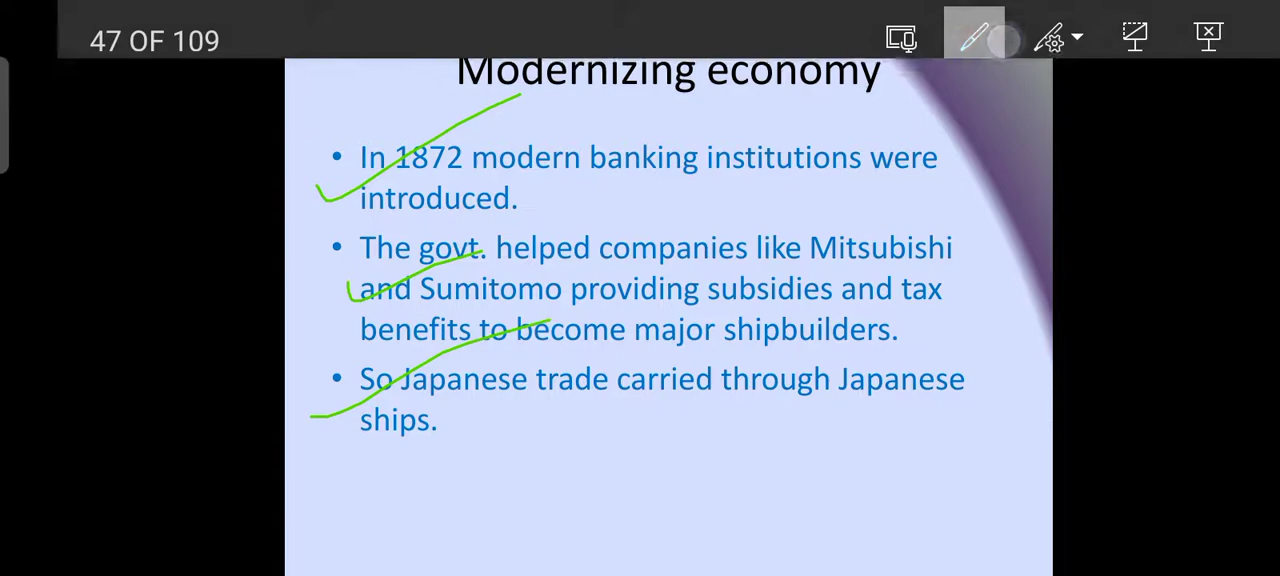 47 OF 109
Modernizing economy
• In 1872 modern banking institutions were
introduced.
• The govt. helped companies like Mitsubishi
and Sumitomo providing subsidies and tax
benefits to become major shipbuilders.
• So Japanese trade carried through Japanese
ships.